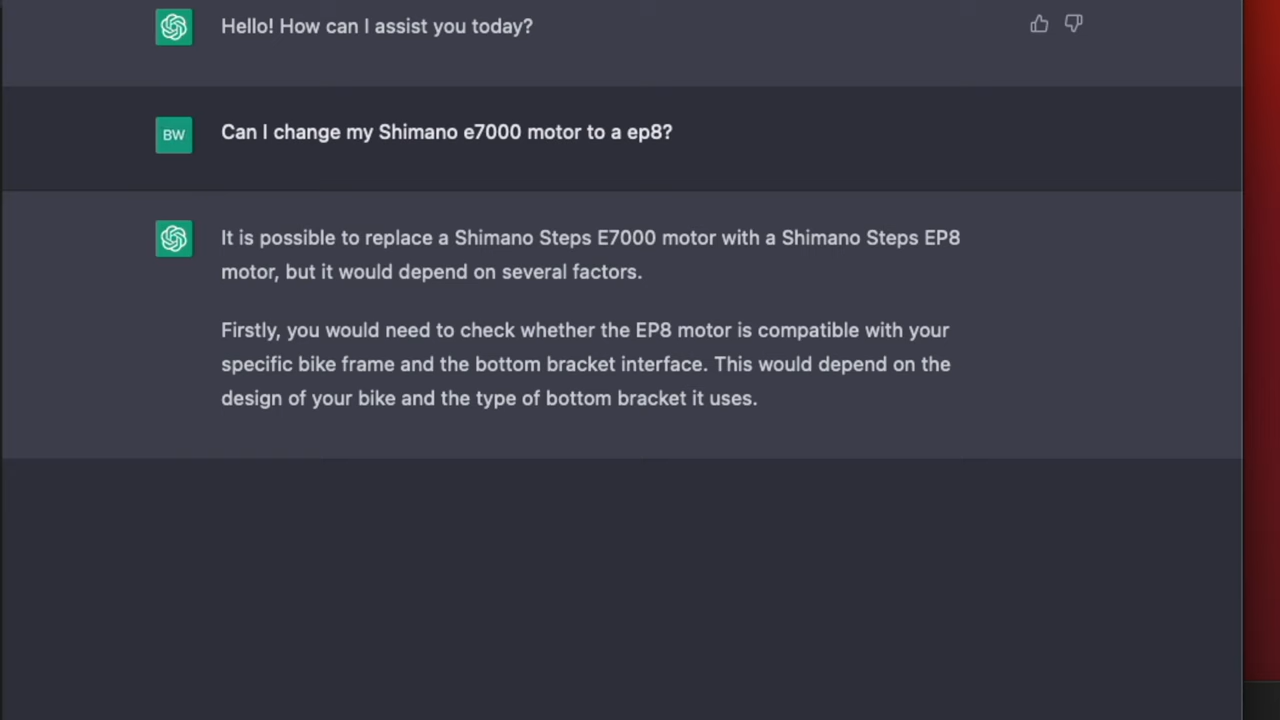 Hello! How can I assist you today?
BW
Can I change my Shimano e7000 motor to a ep8?
It is possible to replace a Shimano Steps E7000 motor with a Shimano Steps EP8
motor, but it would depend on several factors.
Firstly, you would need to check whether the EP8 motor is compatible with your
specific bike frame and the bottom bracket interface. This would depend on the
design of your bike and the type of bottom bracket it uses.